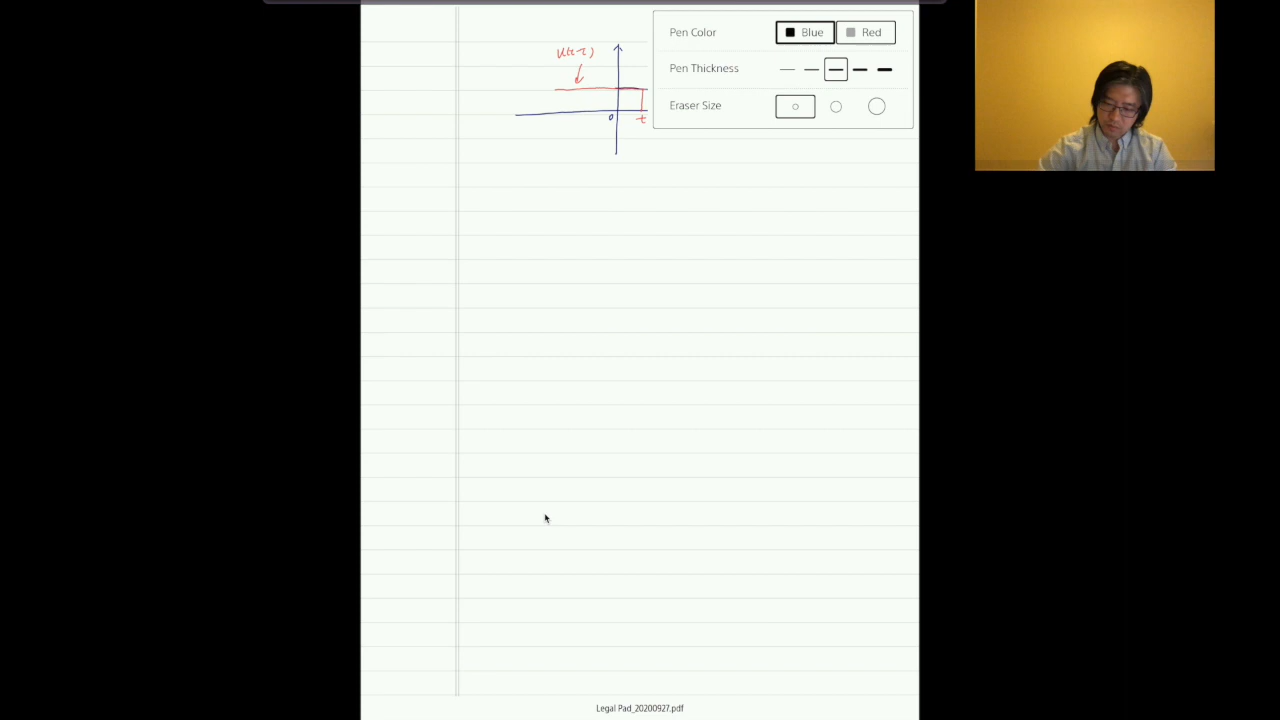 Pen Color Blue Red
u(t-τ)
Pen Thickness
Eraser Size
0 t
Legal Pad_20200927.pdf